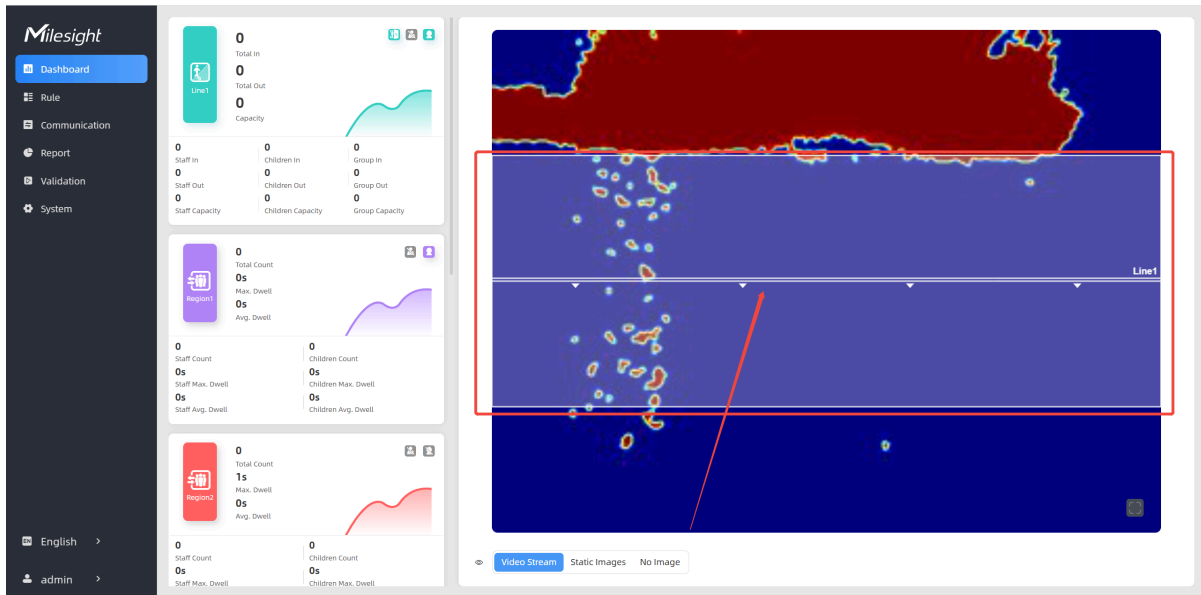 Milesight
Dashboard
Rule
Communication
Report
Validation
System
English
admin
Line1
0
Total In
0
Total Out
0
Capacity
0 0 0
Staff In Children In Group In
0 0 0
Staff Out Children Out Group Out
0 0 0
Staff Capacity Children Capacity Group Capacity
Region1
0
Total Count
0s
Max. Dwell
0s
Avg. Dwell
0 0
Staff Count Children Count
0s 0s
Staff Max. Dwell Children Max. Dwell
0s 0s
Staff Avg. Dwell Children Avg. Dwell
Region2
0
Total Count
1s
Max. Dwell
0s
Avg. Dwell
0 0
Staff Count Children Count
0s 0s
Staff Max. Dwell Children Max. Dwell
Line1
Video Stream Static Images No Image